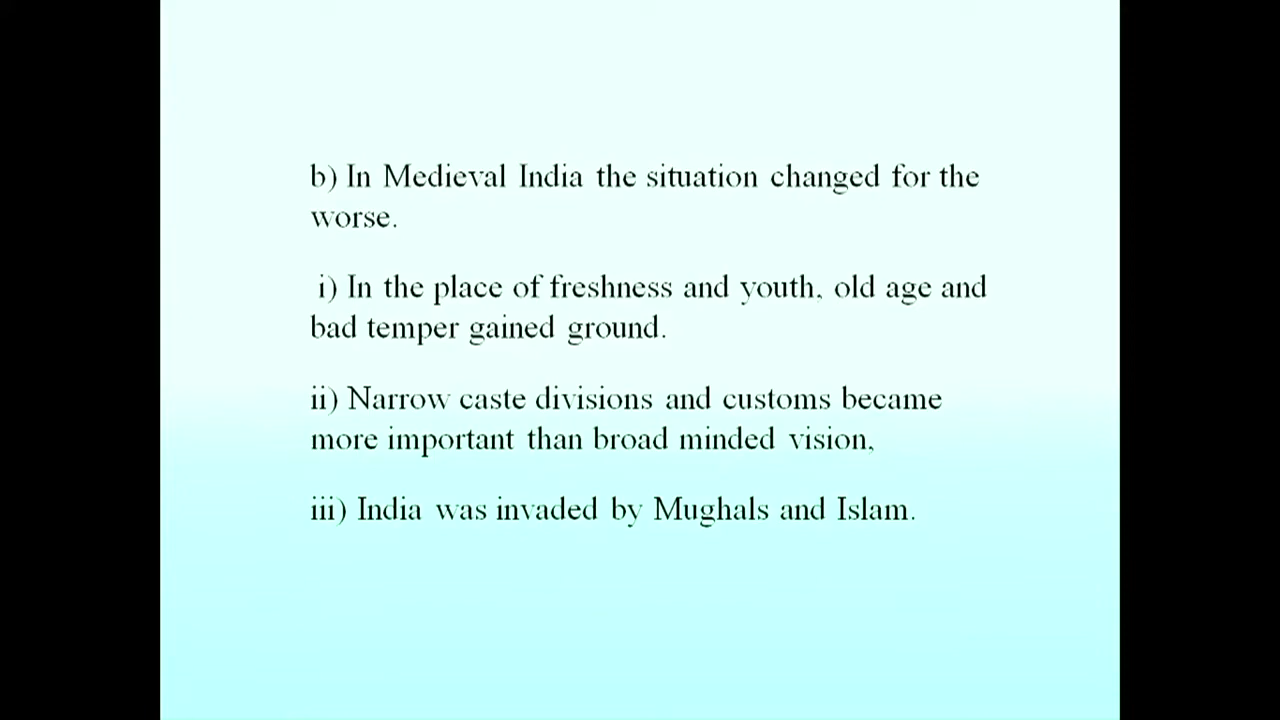 b) In Medieval India the situation changed for the
worse.
i) In the place of freshness and youth, old age and
bad temper gained ground.
ii) Narrow caste divisions and customs became
more important than broad minded vision,
iii) India was invaded by Mughals and Islam.